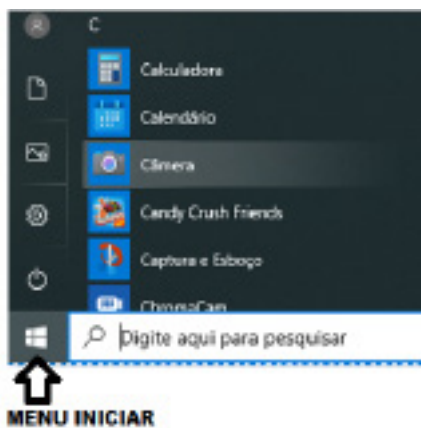 C
Calculadora
Calendário
Câmera
Candy Crush Friends
Captura e Esboço
ChromaCam
Digite aqui para pesquisar
MENU INICIAR